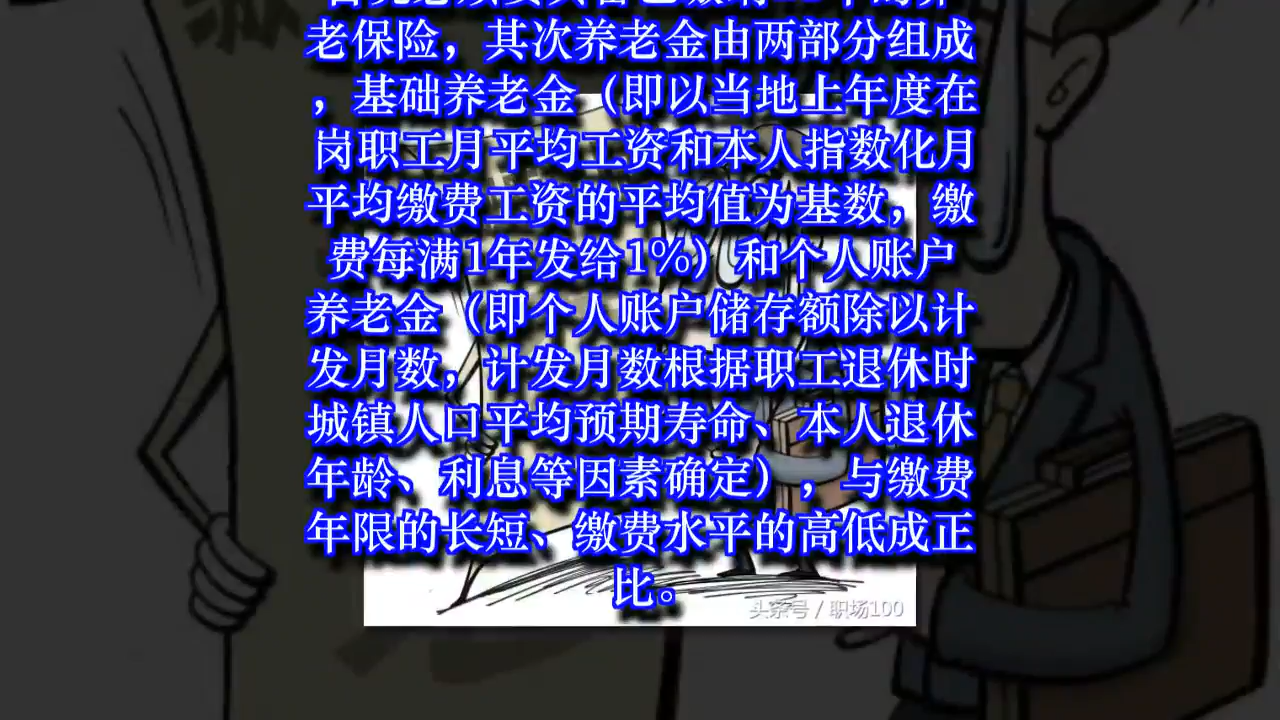 老保险，其次养老金由两部分组成
，基础养老金（即以当地上年度在
岗职工月平均工资和本人指数化月
平均缴费工资的平均值为基数，缴
费每满1年发给1%）和个人账户
养老金（即个人账户储存额除以计
发月数，计发月数根据职工退休时
城镇人口平均预期寿命、本人退休
年龄、利息等因素确定），与缴费
年限的长短、缴费水平的高低成正
比。
头条号 / 职场100